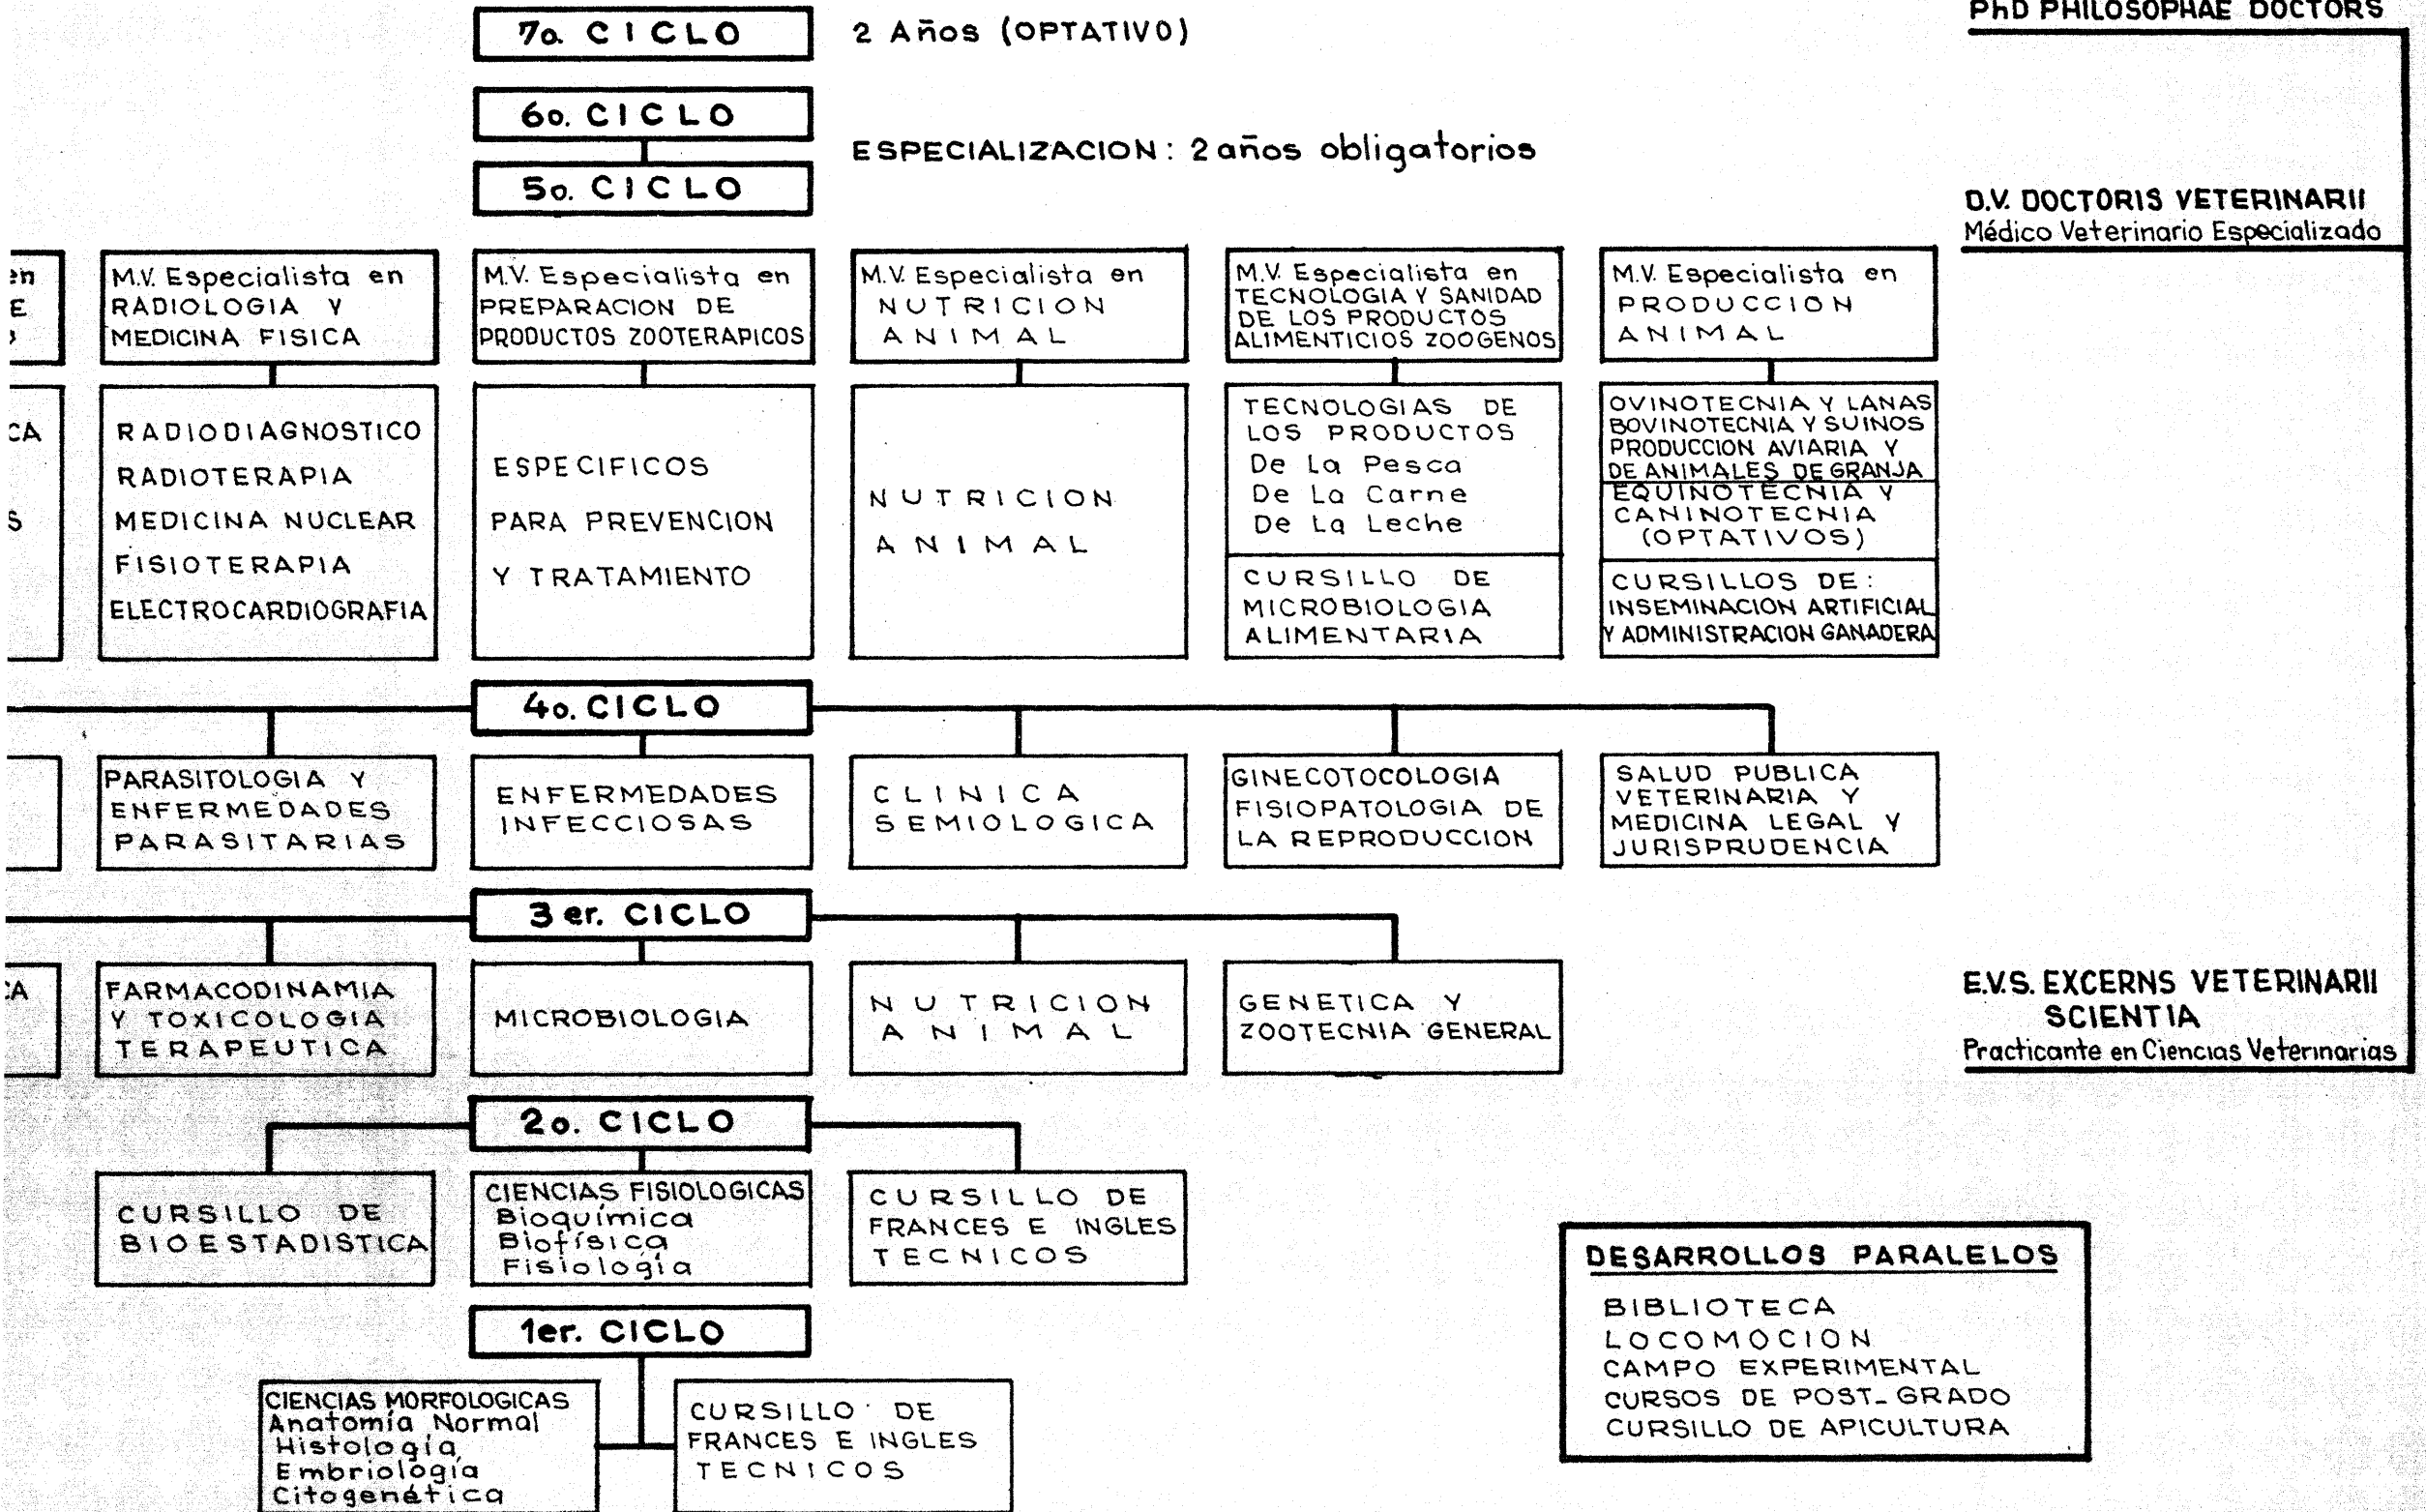 7o. CICLO
2 Años (OPTATIVO)
PhD PHILOSOPHAE DOCTORS
6o. CICLO
ESPECIALIZACION: 2 años obligatorios
5o. CICLO
D.V. DOCTORIS VETERINARII
Médico Veterinario Especializado
en
E
M.V. Especialista en
RADIOLOGIA Y
MEDICINA FISICA
M.V. Especialista en
PREPARACION DE
PRODUCTOS ZOOTERAPICOS
M.V. Especialista en
NUTRICION
ANIMAL
M.V. Especialista en
TECNOLOGIA Y SANIDAD
DE LOS PRODUCTOS
ALIMENTICIOS ZOOGENOS
M.V. Especialista en
PRODUCCION
ANIMAL
CA
S
RADIODIAGNOSTICO
RADIOTERAPIA
MEDICINA NUCLEAR
FISIOTERAPIA
ELECTROCARDIOGRAFIA
ESPECIFICOS
PARA PREVENCION
Y TRATAMIENTO
NUTRICION
ANIMAL
TECNOLOGIAS DE
LOS PRODUCTOS
De La Pesca
De La Carne
De La Leche
CURSILLO DE
MICROBIOLOGIA
ALIMENTARIA
OVINOTECNIA Y LANAS
BOVINOTECNIA Y SUINOS
PRODUCCION AVIARIA Y
DE ANIMALES DE GRANJA
EQUINOTECNIA Y
CANINOTECNIA
(OPTATIVOS)
CURSILLOS DE:
INSEMINACION ARTIFICIAL
Y ADMINISTRACION GANADERA
4o. CICLO
PARASITOLOGIA Y
ENFERMEDADES
PARASITARIAS
ENFERMEDADES
INFECCIOSAS
CLINICA
SEMIOLOGICA
GINECOTOCOLOGIA
FISIOPATOLOGIA DE
LA REPRODUCCION
SALUD PUBLICA
VETERINARIA Y
MEDICINA LEGAL Y
JURISPRUDENCIA
3er. CICLO
CA
FARMACODINAMIA
Y TOXICOLOGIA
TERAPEUTICA
MICROBIOLOGIA
NUTRICION
ANIMAL
GENETICA Y
ZOOTECNIA GENERAL
E.V.S. EXCERNS VETERINARII
SCIENTIA
Practicante en Ciencias Veterinarias
2o. CICLO
CURSILLO DE
BIOESTADISTICA
CIENCIAS FISIOLOGICAS
Bioquímica
Biofísica
Fisiología
CURSILLO DE
FRANCES E INGLES
TECNICOS
1er. CICLO
CIENCIAS MORFOLOGICAS
Anatomía Normal
Histología
Embriología
Citogenética
CURSILLO DE
FRANCES E INGLES
TECNICOS
DESARROLLOS PARALELOS
BIBLIOTECA
LOCOMOCION
CAMPO EXPERIMENTAL
CURSOS DE POST-GRADO
CURSILLO DE APICULTURA